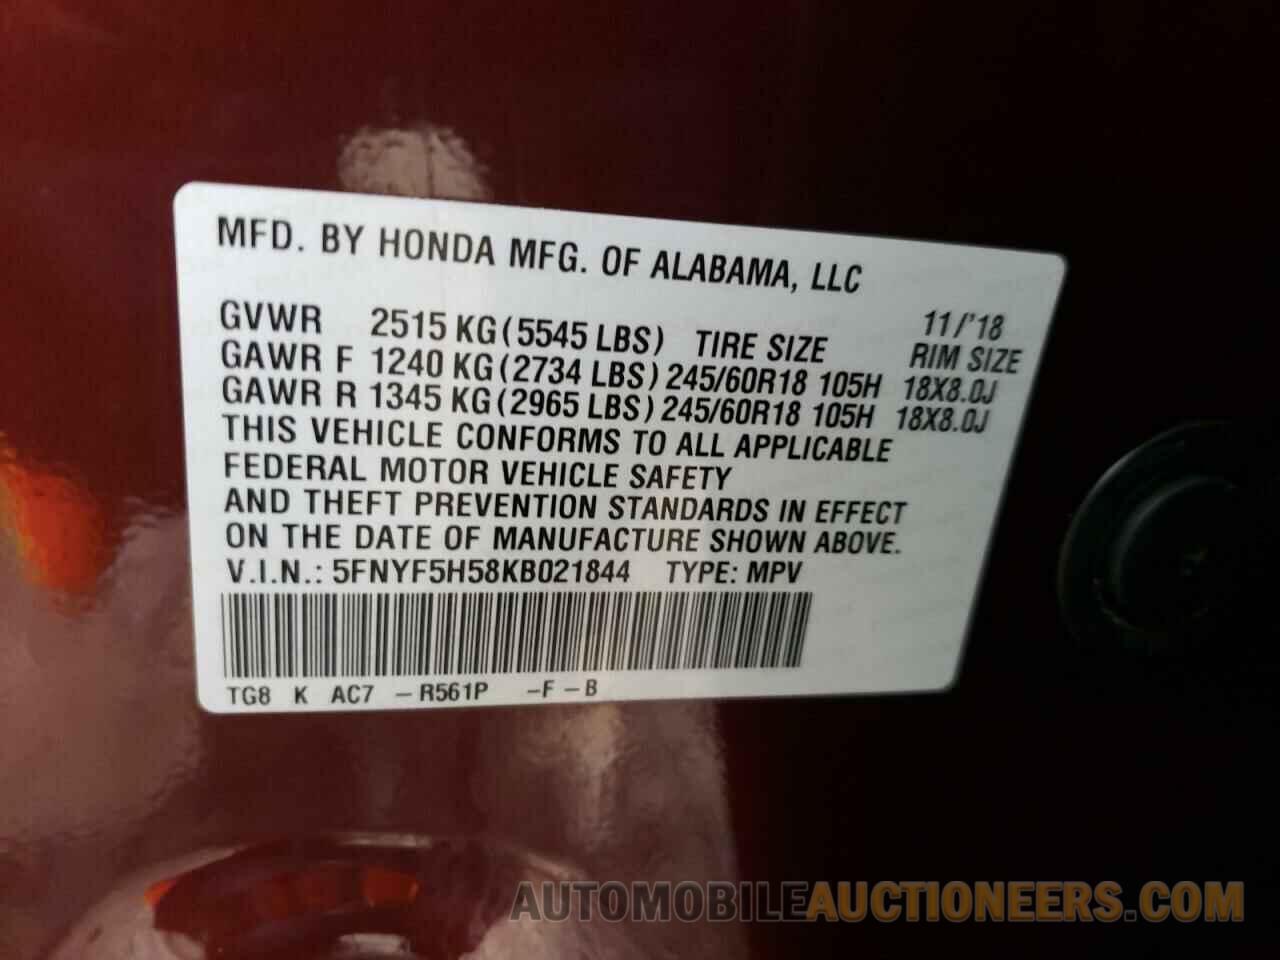 MFD. BY HONDA MFG. OF ALABAMA, LLC
11/'18
GVWR 2515 KG (5545 LBS) TIRE SIZE RIM SIZE
GAWR F 1240 KG (2734 LBS) 245/60R18 105H 18X8.0J
GAWR R 1345 KG (2965 LBS) 245/60R18 105H 18X8.0J
THIS VEHICLE CONFORMS TO ALL APPLICABLE
FEDERAL MOTOR VEHICLE SAFETY
AND THEFT PREVENTION STANDARDS IN EFFECT
ON THE DATE OF MANUFACTURE SHOWN ABOVE.
V.I.N.: 5FNYF5H58KB021844 TYPE: MPV
TG8 K AC7 – R561P –F – B
AUTOMOBILEAUCTIONEERS.COM